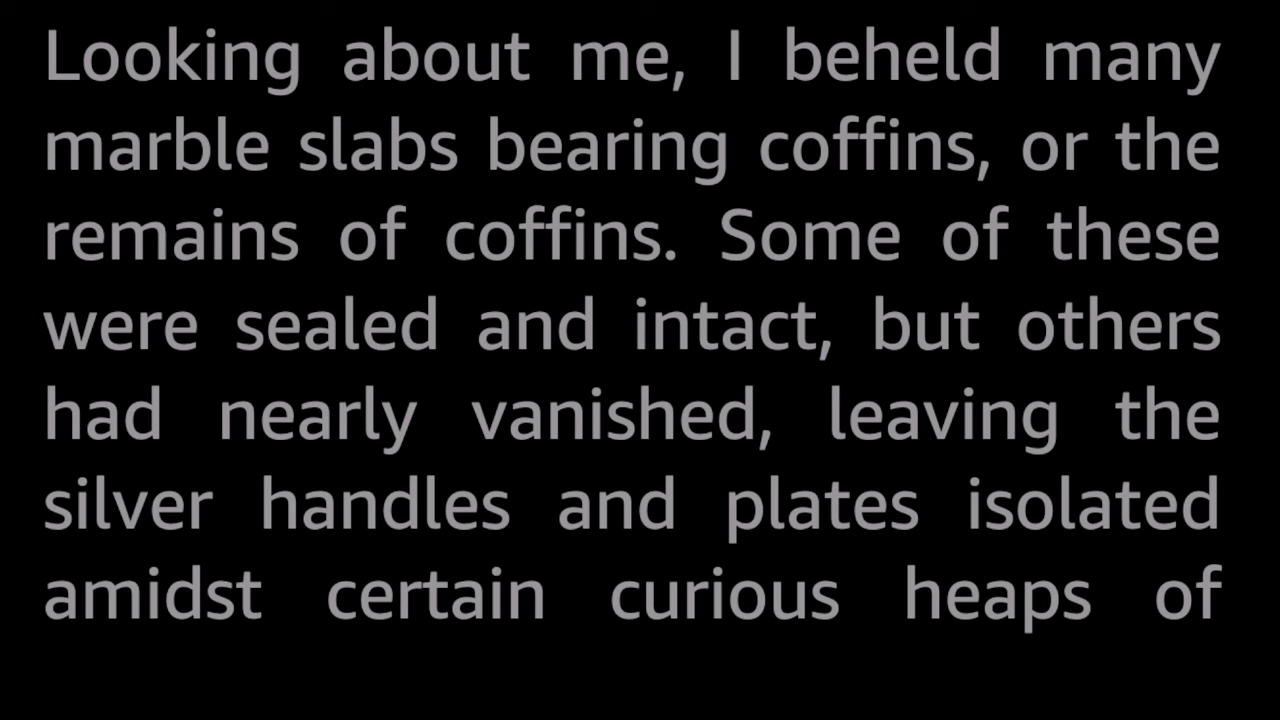 Looking about me, I beheld many
marble slabs bearing coffins, or the
remains of coffins. Some of these
were sealed and intact, but others
had nearly vanished, leaving the
silver handles and plates isolated
amidst certain curious heaps of